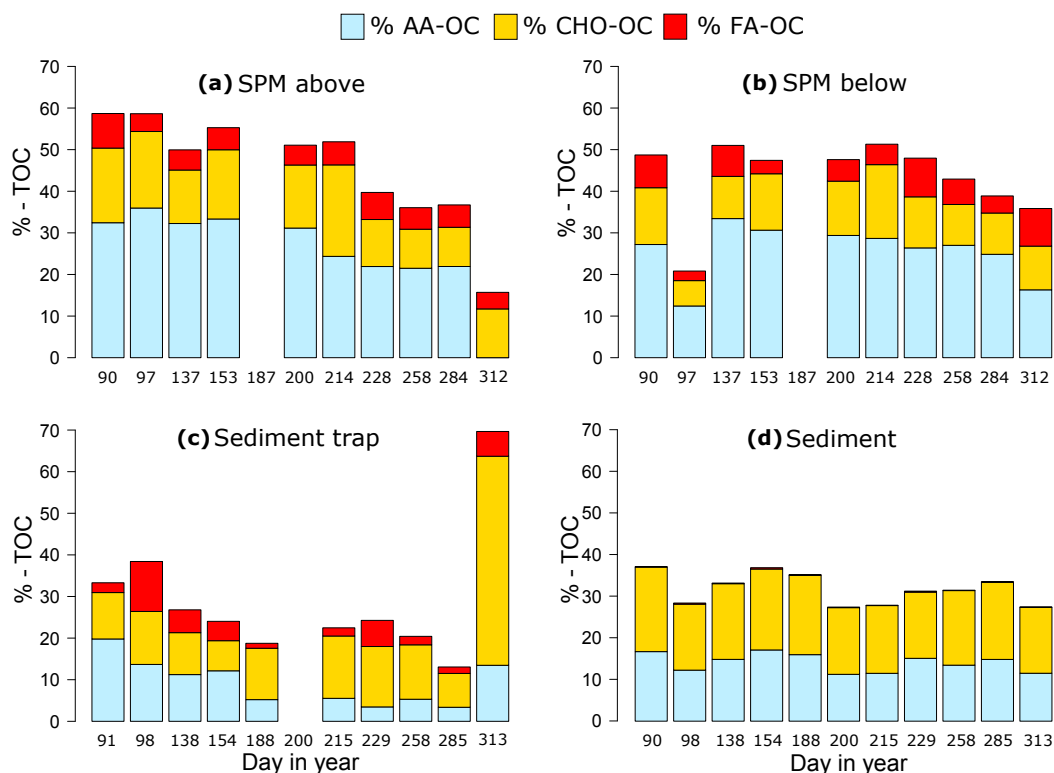 % AA-OC % CHO-OC % FA-OC
(a) SPM above
% - TOC
70
60
50
40
30
20
10
0
90 97 137 153 187 200 214 228 258 284 312
(b) SPM below
% - TOC
70
60
50
40
30
20
10
0
90 97 137 153 187 200 214 228 258 284 312
(c) Sediment trap
% - TOC
70
60
50
40
30
20
10
0
91 98 138 154 188 200 215 229 258 285 313
Day in year
(d) Sediment
% - TOC
70
60
50
40
30
20
10
0
90 98 138 154 188 200 215 229 258 285 313
Day in year